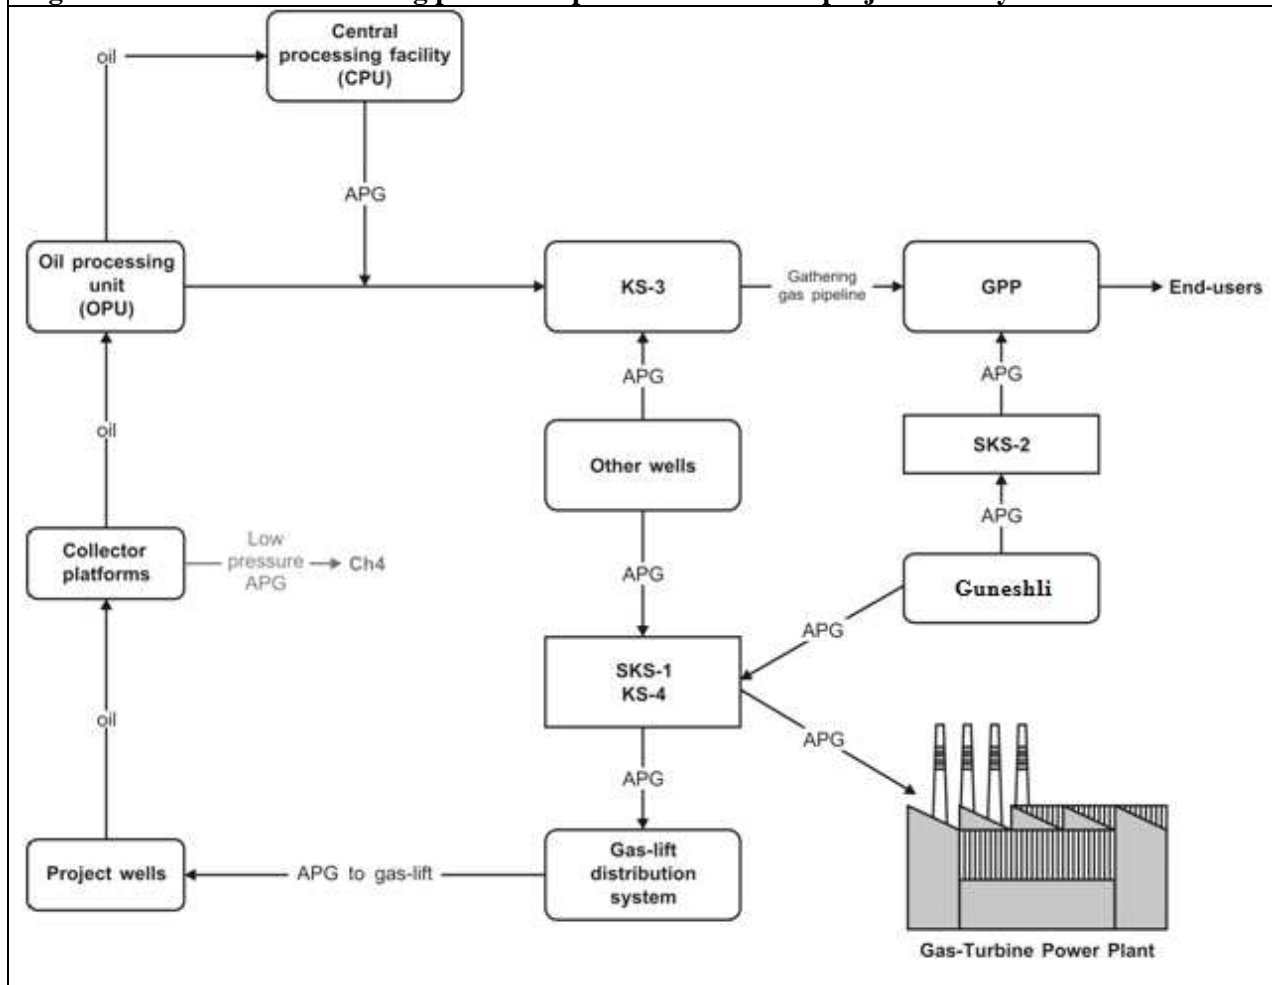 Central
processing facility
(CPU)
oil
APG
Oil processing
unit
(OPU)
KS-3
Gathering
gas pipeline
GPP
End-users
APG
APG
oil
Other wells
SKS-2
APG
Collector
platforms
Low
pressure
APG
Ch4
APG
Guneshli
APG
SKS-1
KS-4
oil
APG
APG
Project wells
APG to gas-lift
Gas-lift
distribution
system
Gas-Turbine Power Plant